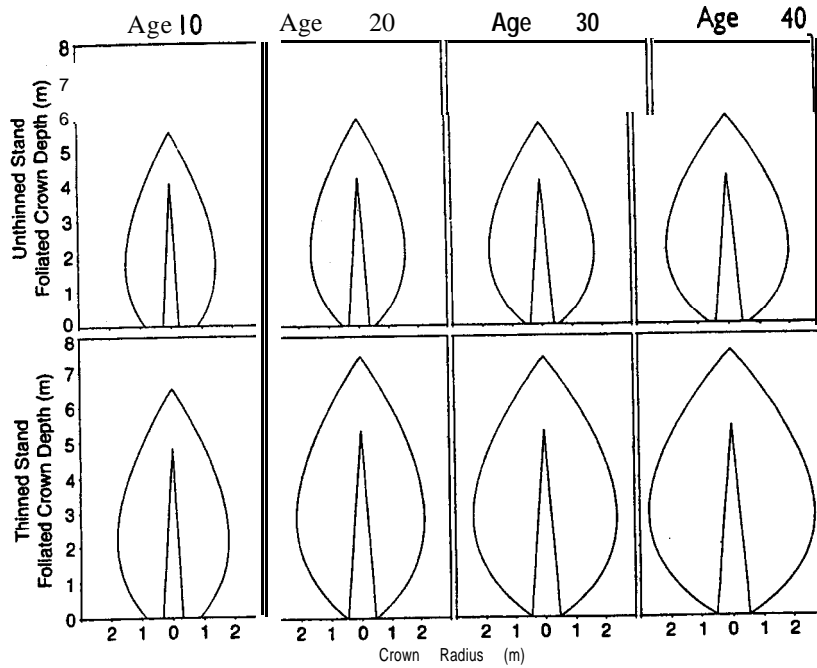 Age 10 Age 20 Age 30 Age 40
Unthinned Stand
Foliated Crown Depth (m)
8
7
6
5
4
3
2
1
0
Thinned Stand
Foliated Crown Depth (m)
8
7
6
5
4
3
2
1
0
2 1 0 1 2 2 1 0 1 2 2 1 0 1 2 2 1 0 1 2
Crown Radius (m)